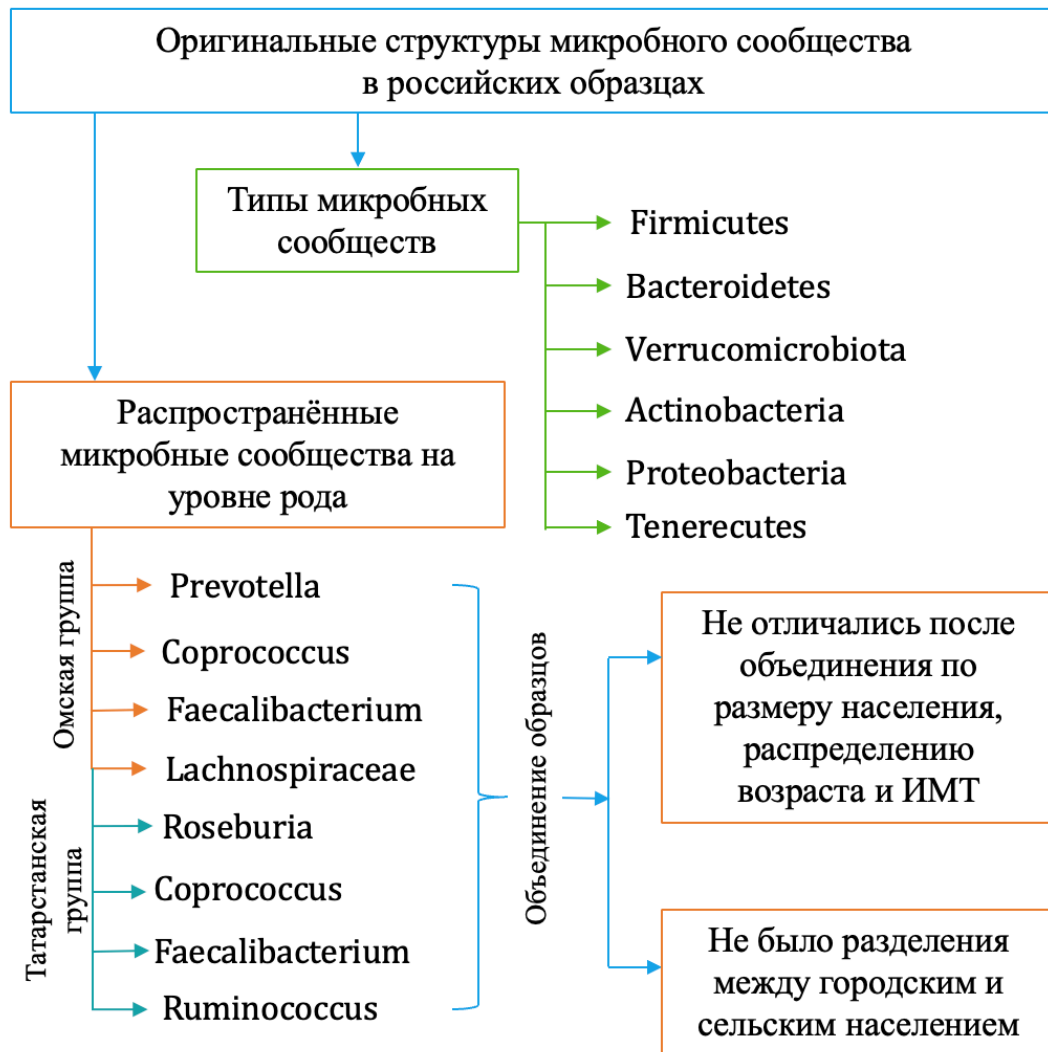 Оригинальные структуры микробного сообщества
в российских образцах
Типы микробных
сообществ
Firmicutes
Bacteroidetes
Verrucomicrobiota
Actinobacteria
Proteobacteria
Tenerecutes
Распространённые
микробные сообщества на
уровне рода
Омская группа
Prevotella
Coprococcus
Faecalibacterium
Lachnospiraceae
Татарстанская
группа
Roseburia
Coprococcus
Faecalibacterium
Ruminococcus
Объединение образцов
Не отличались после
объединения по
размеру населения,
распределению
возраста и ИМТ
Не было разделения
между городским и
сельским населением